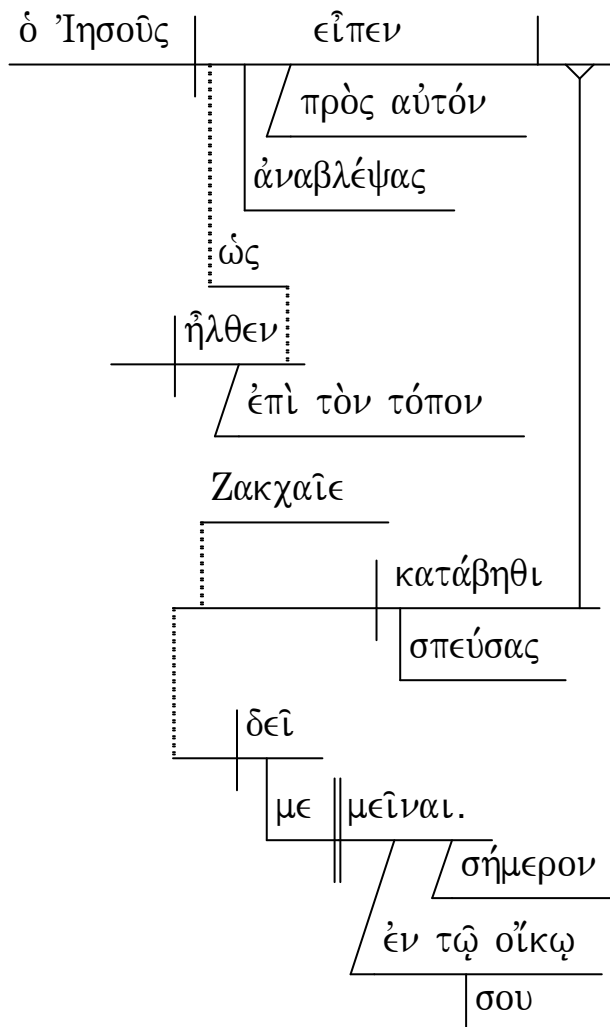 ὁ Ἰησοῦς εἶπεν
πρὸς αὐτόν
ἀναβλέψας
ὡς
ἦλθεν
ἐπὶ τὸν τόπον
Ζακχαῖε
κατάβηθι
σπεύσας
δεῖ
με μεῖναι.
σήμερον
ἐν τῷ οἴκῳ
σου